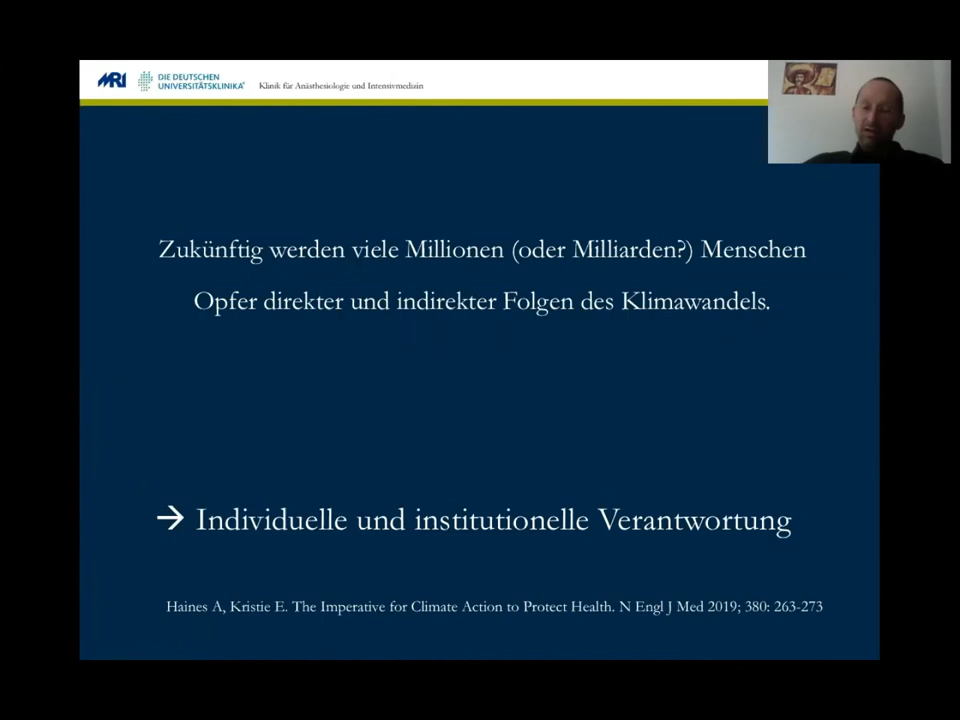 MRI
DIE DEUTSCHEN
UNIVERSITÄTSKLINIKA®
Klinik für Anästhesiologie und Intensivmedizin
Zukünftig werden viele Millionen (oder Milliarden?) Menschen
Opfer direkter und indirekter Folgen des Klimawandels.
→ Individuelle und institutionelle Verantwortung
Haines A, Kristie E. The Imperative for Climate Action to Protect Health. N Engl J Med 2019; 380: 263-273